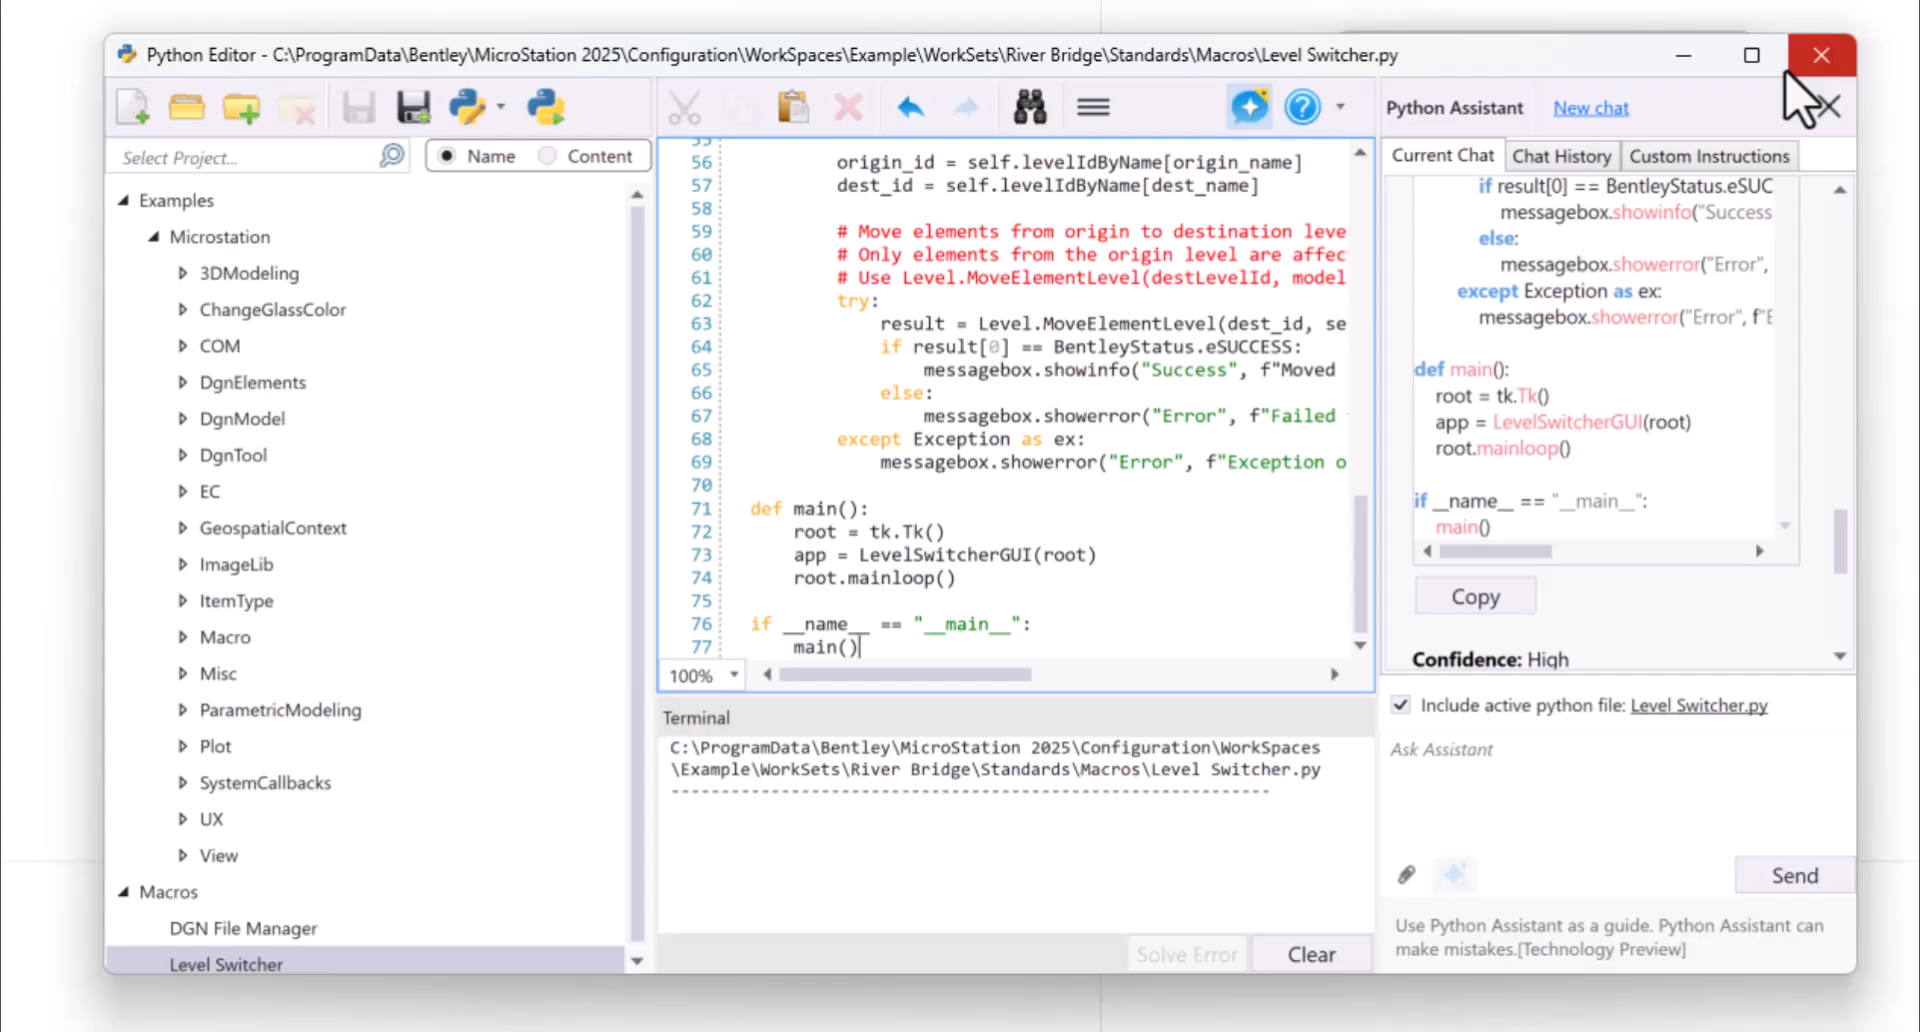 Python Editor - C:\ProgramData\Bentley\MicroStation 2025\Configuration\WorkSpaces\Example\WorkSets\River Bridge\Standards\Macros\Level Switcher.py
Select Project...
Name
Content
Examples
Microstation
3DModeling
ChangeGlassColor
COM
DgnElements
DgnModel
DgnTool
EC
GeospatialContext
ImageLib
ItemType
Macro
Misc
ParametricModeling
Plot
SystemCallbacks
UX
View
Macros
DGN File Manager
Level Switcher
55
56 origin_id = self.levelIdByName[origin_name]
57 dest_id = self.levelIdByName[dest_name]
58
59 # Move elements from origin to destination leve
60 # Only elements from the origin level are affec
61 # Use Level.MoveElementLevel(destLevelId, model
62 try:
63 result = Level.MoveElementLevel(dest_id, se
64 if result[0] == BentleyStatus.eSUCCESS:
65 messagebox.showinfo("Success", f"Moved
66 else:
67 messagebox.showerror("Error", f"Failed
68 except Exception as ex:
69 messagebox.showerror("Error", f"Exception o
70
71 def main():
72 root = tk.Tk()
73 app = LevelSwitcherGUI(root)
74 root.mainloop()
75
76 if __name__ == "__main__":
77 main()
100%
Terminal
C:\ProgramData\Bentley\MicroStation 2025\Configuration\WorkSpaces
\Example\WorkSets\River Bridge\Standards\Macros\Level Switcher.py
------------------------------------------------------------
Solve Error
Clear
Python Assistant
New chat
Current Chat
Chat History
Custom Instructions
if result[0] == BentleyStatus.eSUC
messagebox.showinfo("Success
else:
messagebox.showerror("Error",
except Exception as ex:
messagebox.showerror("Error", f"E
def main():
root = tk.Tk()
app = LevelSwitcherGUI(root)
root.mainloop()
if __name__ == "__main__":
main()
Copy
Confidence: High
Include active python file: Level Switcher.py
Ask Assistant
Send
Use Python Assistant as a guide. Python Assistant can
make mistakes.[Technology Preview]